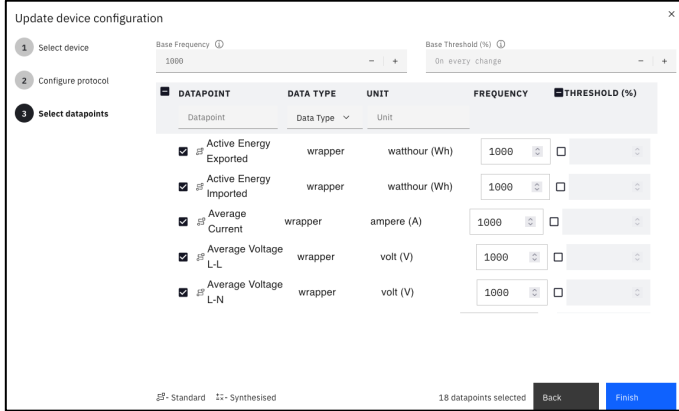 Update device configuration
×
1 Select device
2 Configure protocol
3 Select datapoints
Base Frequency
1000
Base Threshold (%)
On every change
DATAPOINT DATA TYPE UNIT FREQUENCY THRESHOLD (%)
Datapoint Data Type Unit
Active Energy
Exported wrapper watthour (Wh) 1000
Active Energy
Imported wrapper watthour (Wh) 1000
Average
Current wrapper ampere (A) 1000
Average Voltage
L-L wrapper volt (V) 1000
Average Voltage
L-N wrapper volt (V) 1000
- Standard - Synthesised 18 datapoints selected Back Finish